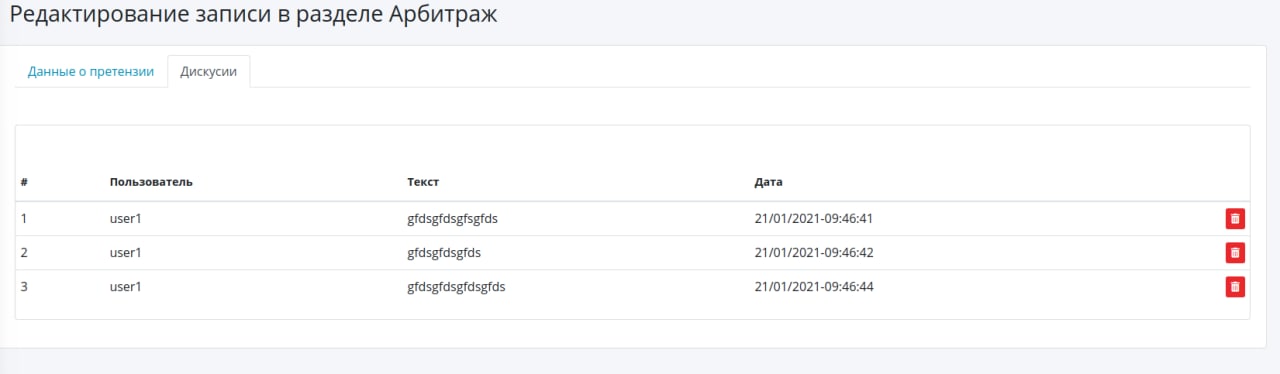 Редактирование записи в разделе Арбитраж
Данные о претензии Дискусии
# Пользователь Текст Дата
1 user1 gfdsgfdsgfsgfds 21/01/2021-09:46:41
2 user1 gfdsgfdsgfds 21/01/2021-09:46:42
3 user1 gfdsgfdsgfdsgfds 21/01/2021-09:46:44